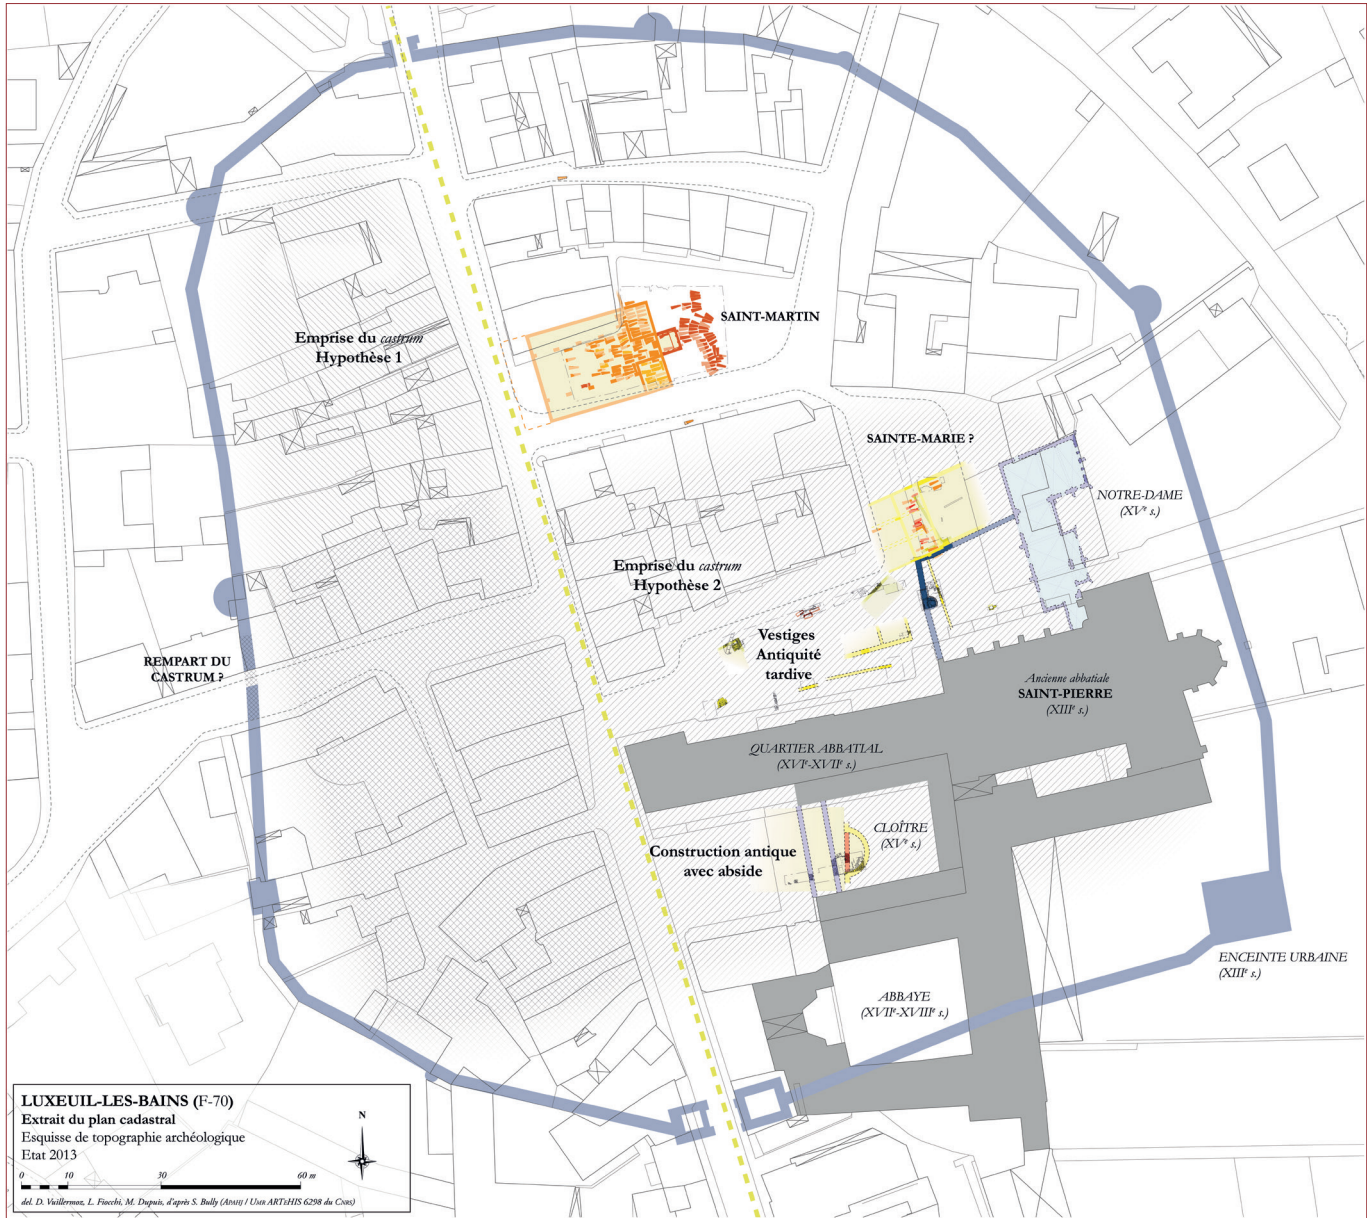 SAINT-MARTIN
Emprise du castrum
Hypothèse 1
SAINTE-MARIE ?
NOTRE-DAME
(XVe s.)
Emprise du castrum
Hypothèse 2
Vestiges
Antiquité
tardive
REMPART DU
CASTRUM ?
Ancienne abbatiale
SAINT-PIERRE
(XIIIe s.)
QUARTIER ABBATIAL
(XVIe-XVIIe s.)
CLOÎTRE
(XVe s.)
Construction antique
avec abside
ENCEINTE URBAINE
(XIIIe s.)
ABBAYE
(XVIIe-XVIIIe s.)
LUXEUIL-LES-BAINS (F-70)
Extrait du plan cadastral
Esquisse de topographie archéologique
Etat 2013
N
0 10 30 60 m
del. D. Vuillermoz, L. Fiocchi, M. Dupuis, d'après S. Bully (APAHJ / UMR ARTEHIS 6298 du CNRS)